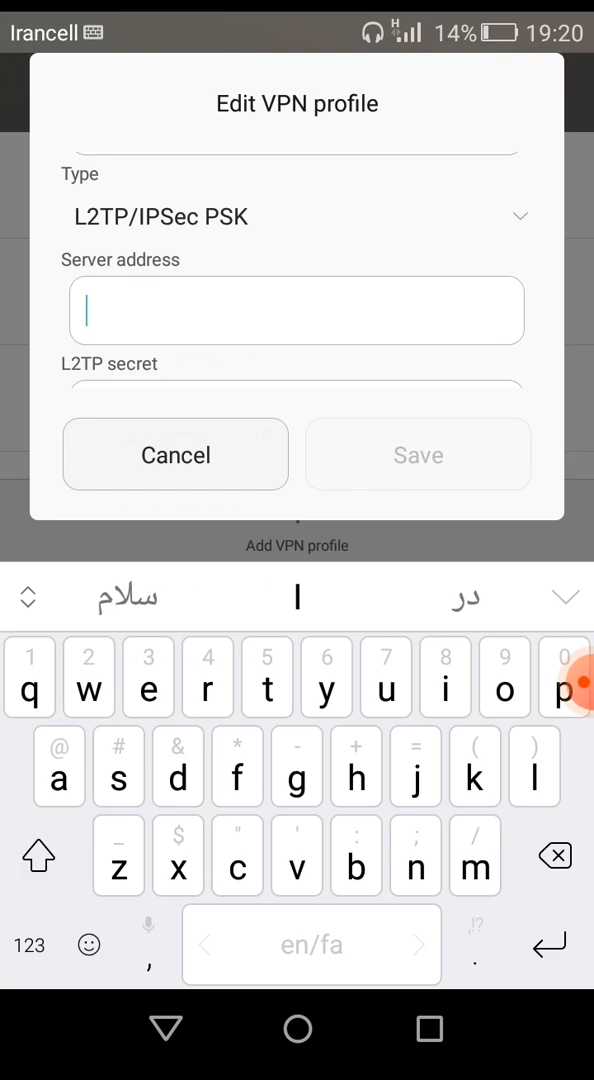 Irancell H 14% 19:20
Edit VPN profile
Type
L2TP/IPSec PSK
Server address
L2TP secret
Cancel Save
Add VPN profile
سلام ا در
1 2 3 4 5 6 7 8 9 0
q w e r t y u i o p
@ # & * - + = ( )
a s d f g h j k l
_ $ " ' : ; /
z x c v b n m
,!?
123 , en/fa .